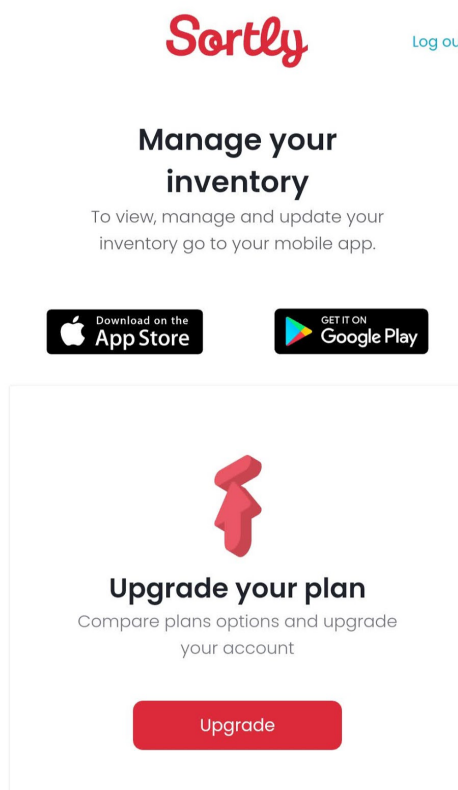 Sortly
Log ou
Manage your
inventory
To view, manage and update your
inventory go to your mobile app.
Download on the
App Store
GET IT ON
Google Play
Upgrade your plan
Compare plans options and upgrade
your account
Upgrade